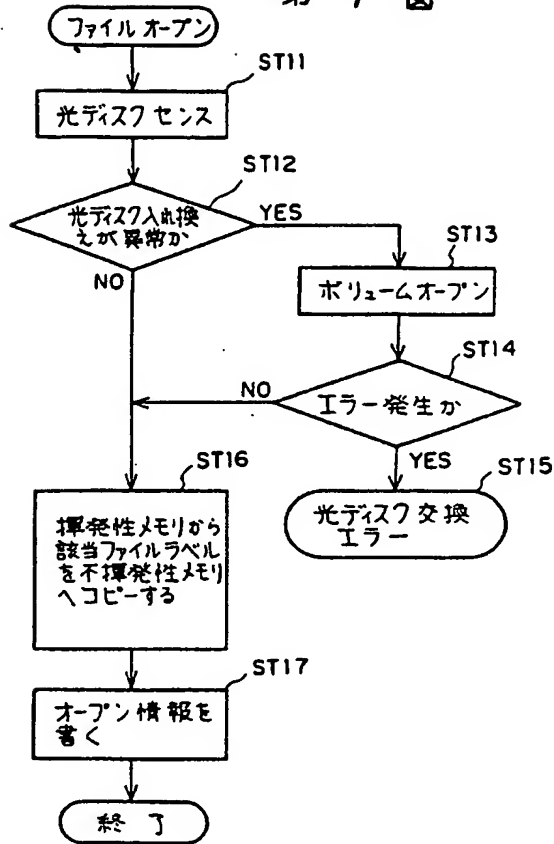 第 図
ファイルオープン
ST11
光ディスクセンス
ST12
光ディスク入れ換
えが異常か
YES
NO
ST13
ボリュームオープン
ST14
エラー発生か
NO
YES
ST15
光ディスク交換
エラー
ST16
揮発性メモリから
該当ファイルラベル
を不揮発性メモリ
へコピーする
ST17
オープン情報を
書く
終了